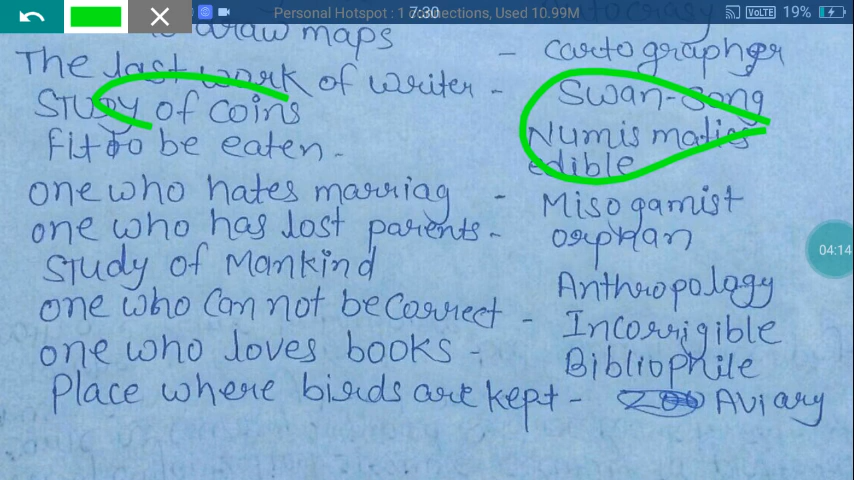 7:30
Personal Hotspot : 1 connections, Used 10.99M
VoLTE 19%
to draw maps - cartographer
The last work of writer - Swan-Song
STUDY of coins Numismatics
fit to be eaten - edible
one who hates marriag - Misogamist
one who has lost parents - orphan
STUdy of Mankind Anthropology
one who can not be correct - Incorrigible
one who loves books - Bibliophile
Place where birds are kept - Aviary
04:14